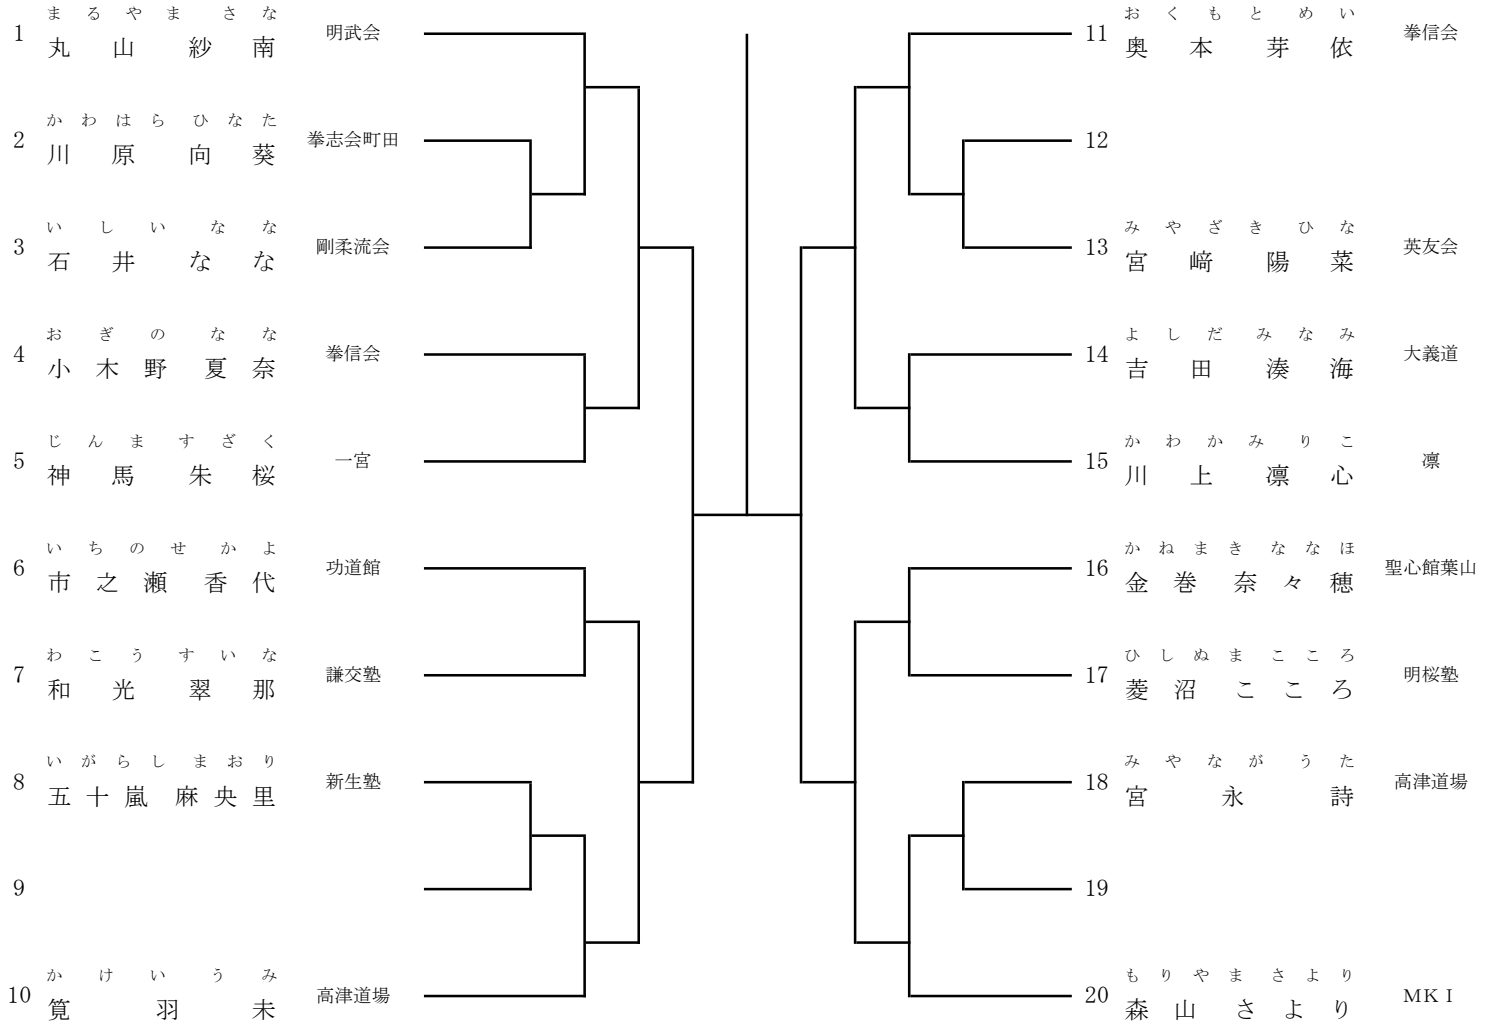 まるやま さな
1 丸山 紗南 明武会
かわはら ひなた
2 川原 向葵 拳志会町田
いしい なな
3 石井 なな 剛柔流会
おぎの なな
4 小木野 夏奈 拳信会
じんま すざく
5 神馬 朱桜 一宮
いちのせ かよ
6 市之瀬 香代 功道館
わこう すいな
7 和光 翠那 謙交塾
いがらし まおり
8 五十嵐 麻央里 新生塾
9
かけい うみ
10 筧 羽未 高津道場
おくもと めい
11 奥本 芽依 拳信会
12
みやざき ひな
13 宮﨑 陽菜 英友会
よしだ みなみ
14 吉田 湊海 大義道
かわかみ りこ
15 川上 凛心 凛
かねまき ななほ
16 金巻 奈々穂 聖心館葉山
ひしぬま こころ
17 菱沼 こころ 明桜塾
みやなが うた
18 宮永 詩 高津道場
19
もりやま さより
20 森山 さより MKI